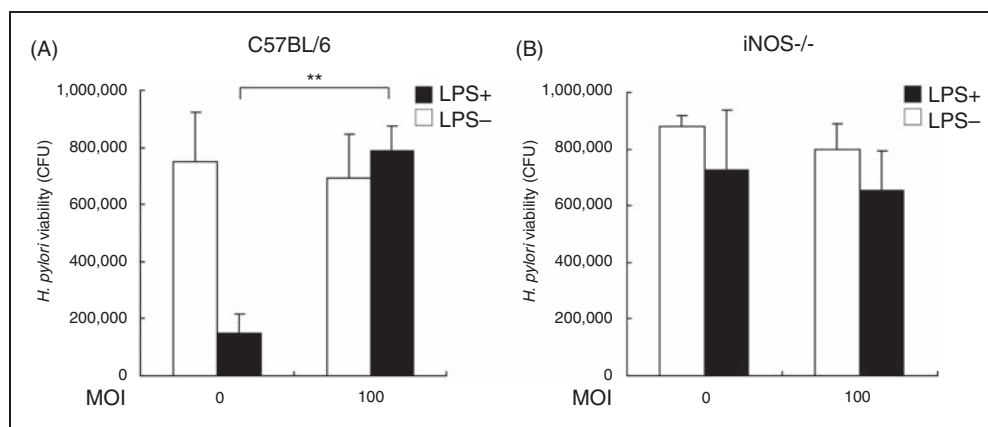 (A)
C57BL/6
**
LPS+
LPS–
1,000,000
800,000
600,000
400,000
200,000
0
H. pylori viability (CFU)
MOI
0
100
(B)
iNOS-/-
LPS+
LPS–
1,000,000
800,000
600,000
400,000
200,000
0
H. pylori viability (CFU)
MOI
0
100